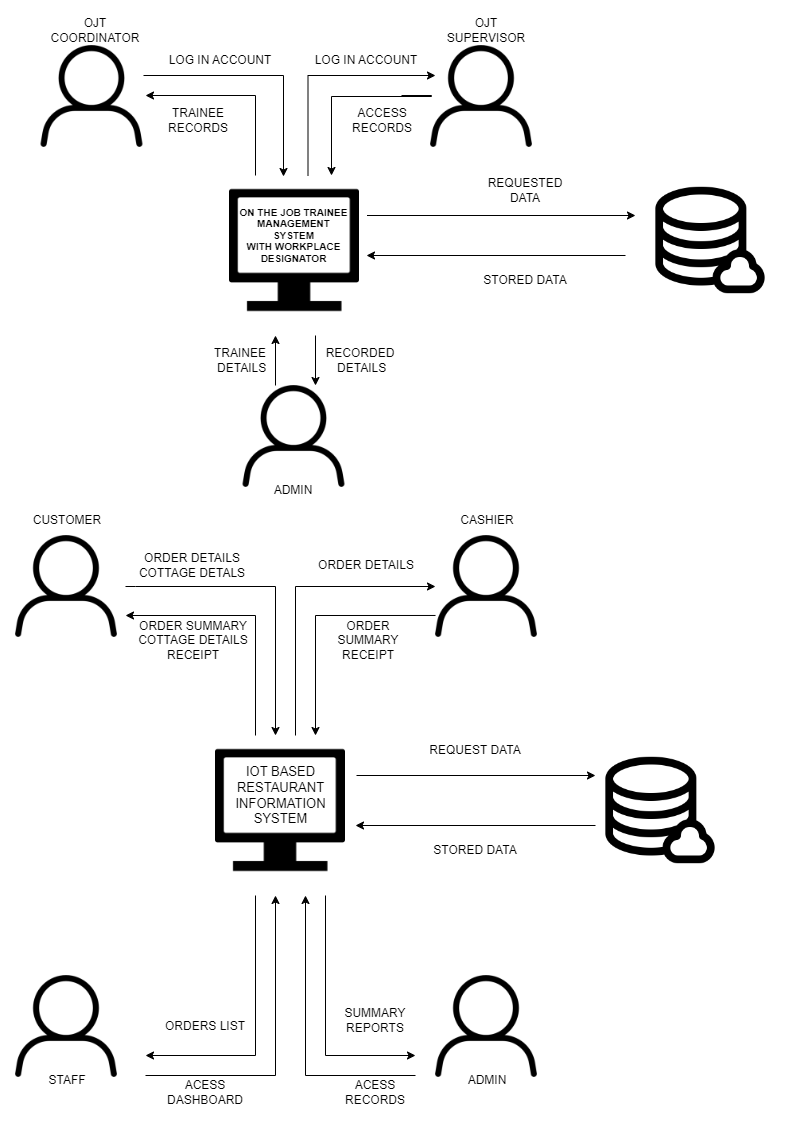 OJT
COORDINATOR
OJT
SUPERVISOR
LOG IN ACCOUNT
LOG IN ACCOUNT
TRAINEE
RECORDS
ACCESS
RECORDS
REQUESTED
DATA
ON THE JOB TRAINEE
MANAGEMENT
SYSTEM
WITH WORKPLACE
DESIGNATOR
STORED DATA
TRAINEE
DETAILS
RECORDED
DETAILS
ADMIN
CUSTOMER
CASHIER
ORDER DETAILS
COTTAGE DETALS
ORDER DETAILS
ORDER SUMMARY
COTTAGE DETAILS
RECEIPT
ORDER
SUMMARY
RECEIPT
REQUEST DATA
IOT BASED
RESTAURANT
INFORMATION
SYSTEM
STORED DATA
ORDERS LIST
SUMMARY
REPORTS
STAFF
ACESS
DASHBOARD
ACESS
RECORDS
ADMIN